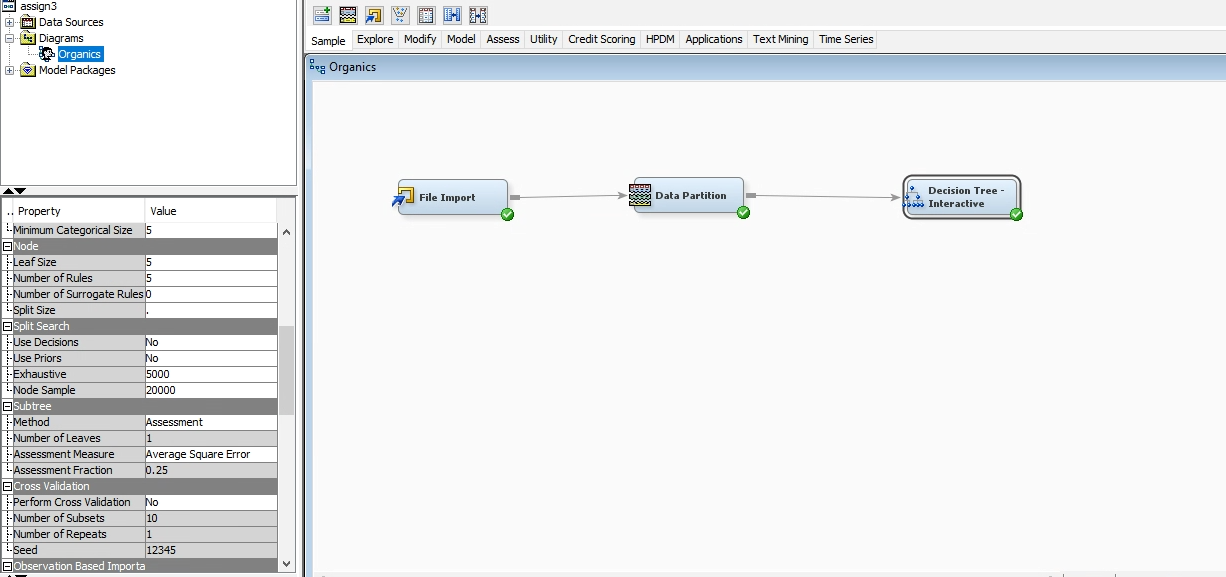 assign3
Data Sources
Diagrams
Organics
Model Packages
.. Property Value
Minimum Categorical Size 5
Node
Leaf Size 5
Number of Rules 5
Number of Surrogate Rules 0
Split Size .
Split Search
Use Decisions No
Use Priors No
Exhaustive 5000
Node Sample 20000
Subtree
Method Assessment
Number of Leaves 1
Assessment Measure Average Square Error
Assessment Fraction 0.25
Cross Validation
Perform Cross Validation No
Number of Subsets 10
Number of Repeats 1
Seed 12345
Observation Based Importa
Sample Explore Modify Model Assess Utility Credit Scoring HPDM Applications Text Mining Time Series
Organics
File Import
Data Partition
Decision Tree -
Interactive